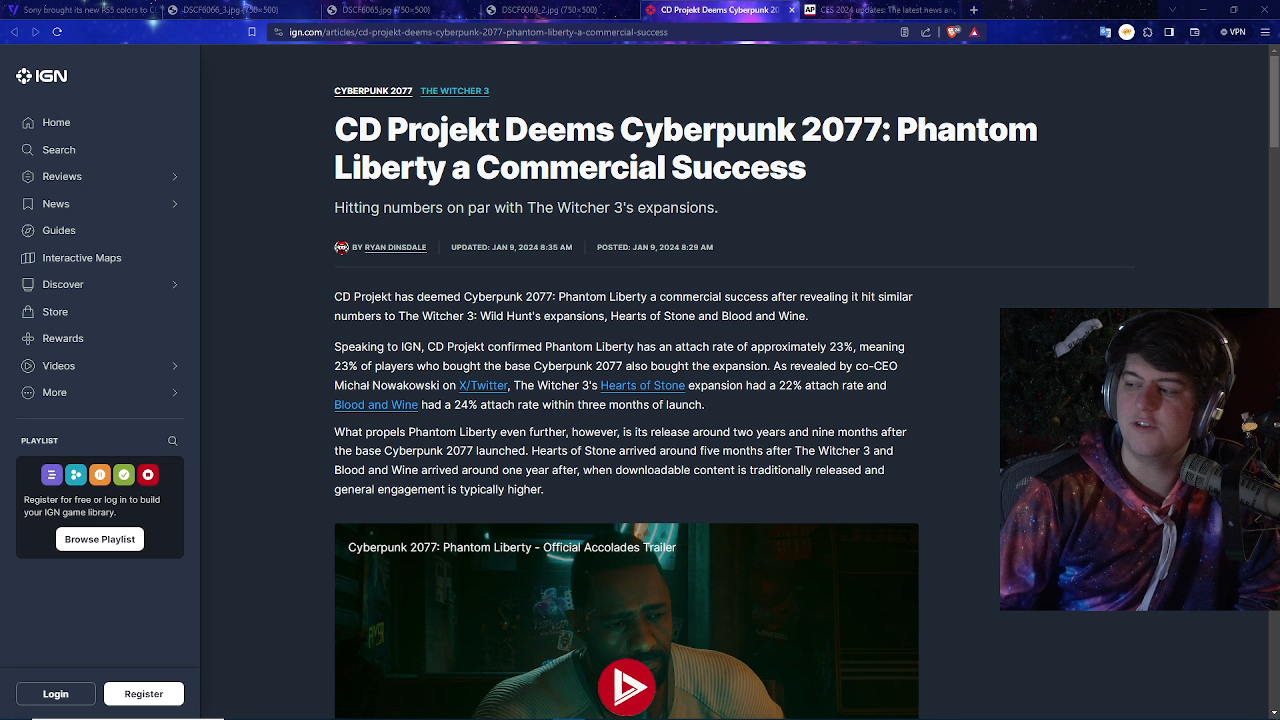 Sony brought its new PS5 colors to C
DSCF6066_3.jpg (750×500)
DSCF6065.jpg (750×500)
DSCF6069_2.jpg (750×500)
CD Projekt Deems Cyberpunk 20
AP CES 2024 updates: The latest news an
ign.com/articles/cd-projekt-deems-cyberpunk-2077-phantom-liberty-a-commercial-success
VPN
IGN
Home
Search
Reviews
News
Guides
Interactive Maps
Discover
Store
Rewards
Videos
More
PLAYLIST
Register for free or log in to build
your IGN game library.
Browse Playlist
Login
Register
CYBERPUNK 2077
THE WITCHER 3
CD Projekt Deems Cyberpunk 2077: Phantom
Liberty a Commercial Success
Hitting numbers on par with The Witcher 3's expansions.
BY RYAN DINSDALE
UPDATED: JAN 9, 2024 8:35 AM
POSTED: JAN 9, 2024 8:29 AM
CD Projekt has deemed Cyberpunk 2077: Phantom Liberty a commercial success after revealing it hit similar
numbers to The Witcher 3: Wild Hunt's expansions, Hearts of Stone and Blood and Wine.
Speaking to IGN, CD Projekt confirmed Phantom Liberty has an attach rate of approximately 23%, meaning
23% of players who bought the base Cyberpunk 2077 also bought the expansion. As revealed by co-CEO
Michał Nowakowski on X/Twitter, The Witcher 3's Hearts of Stone expansion had a 22% attach rate and
Blood and Wine had a 24% attach rate within three months of launch.
What propels Phantom Liberty even further, however, is its release around two years and nine months after
the base Cyberpunk 2077 launched. Hearts of Stone arrived around five months after The Witcher 3 and
Blood and Wine arrived around one year after, when downloadable content is traditionally released and
general engagement is typically higher.
Cyberpunk 2077: Phantom Liberty - Official Accolades Trailer